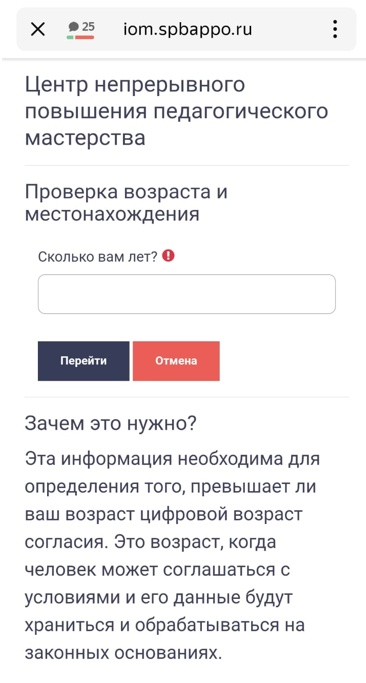 25
iom.spbappo.ru
Центр непрерывного
повышения педагогического
мастерства
Проверка возраста и
местонахождения
Сколько вам лет?
Перейти
Отмена
Зачем это нужно?
Эта информация необходима для
определения того, превышает ли
ваш возраст цифровой возраст
согласия. Это возраст, когда
человек может соглашаться с
условиями и его данные будут
храниться и обрабатываться на
законных основаниях.